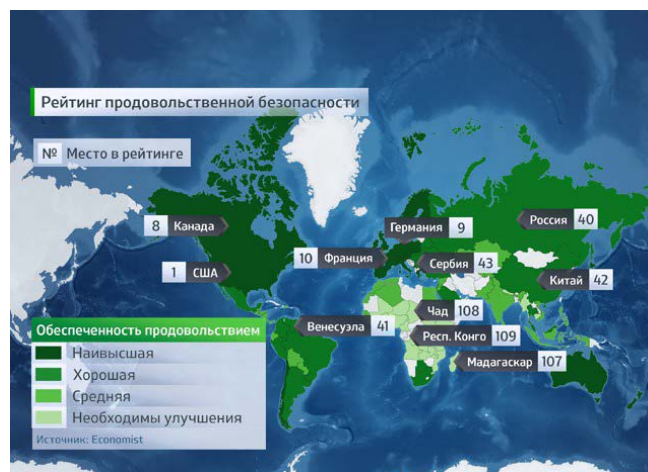 Рейтинг продовольственной безопасности
№ Место в рейтинге
8 Канада
Германия 9
Россия 40
10 Франция
Сербия 43
1 США
Китай 42
Чад 108
Венесуэла 41
Респ. Конго 109
Мадагаскар 107
Обеспеченность продовольствием
Наивысшая
Хорошая
Средняя
Необходимы улучшения
Источник: Economist